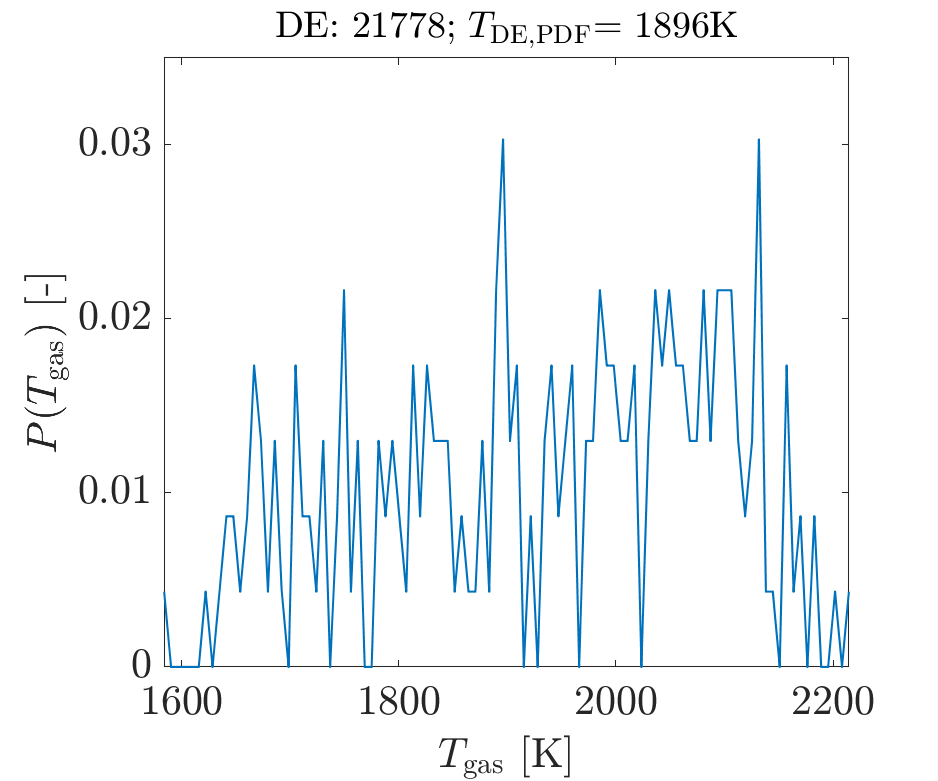 DE: 21778; T_DE,PDF= 1896K
P(T_gas) [-]
0.03
0.02
0.01
0
1600 1800 2000 2200
T_gas [K]